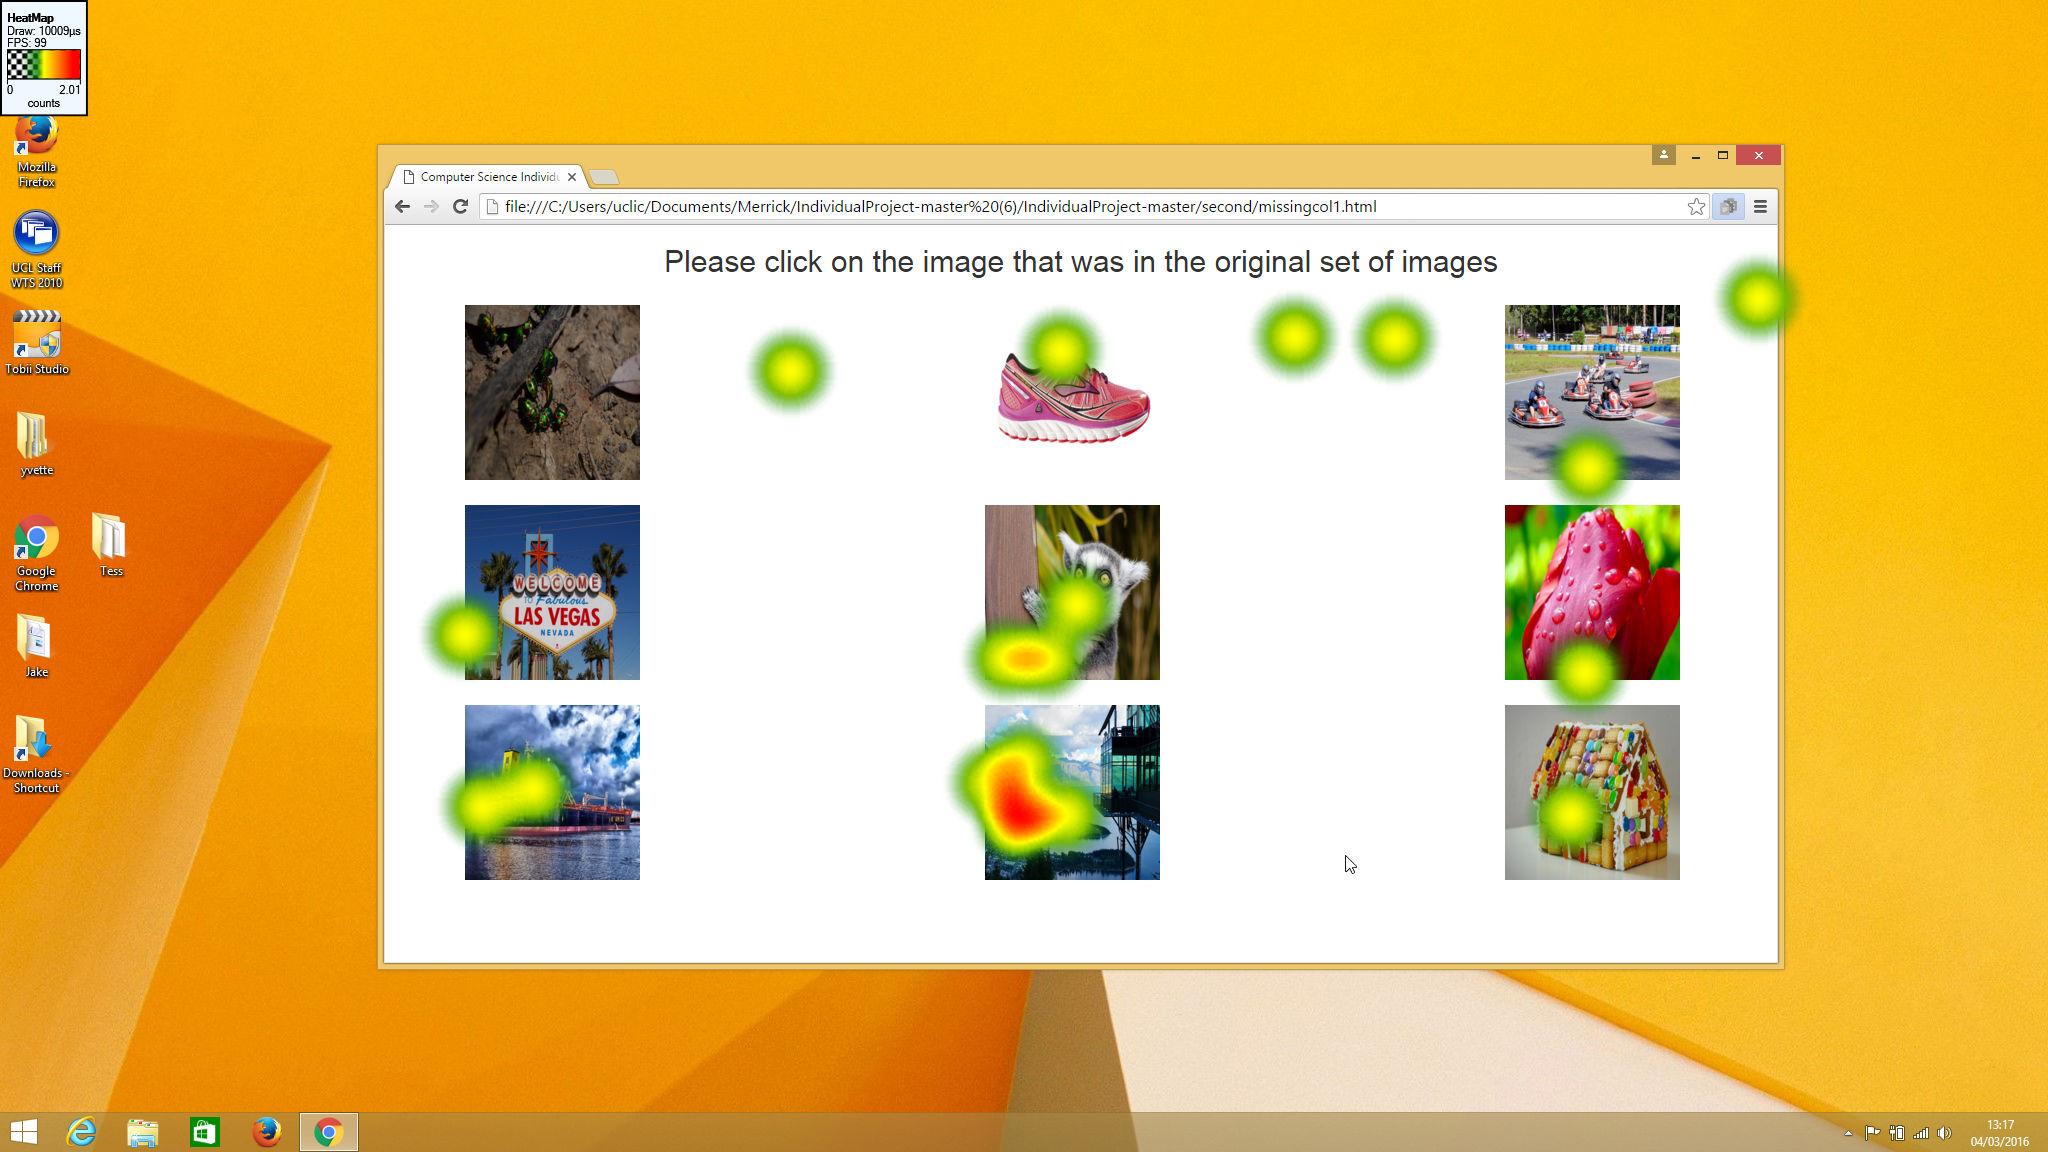 HeatMap
Draw: 10009µs
FPS: 99
0 2.01
counts
Mozilla
Firefox
UCL Staff
WTS 2010
Tobii Studio
yvette
Google
Chrome
Tess
Jake
Downloads -
Shortcut
Computer Science Individu
file:///C:/Users/uclic/Documents/Merrick/IndividualProject-master%20(6)/IndividualProject-master/second/missingcol1.html
Please click on the image that was in the original set of images
WELCOME
TO Fabulous
LAS VEGAS
NEVADA
13:17
04/03/2016